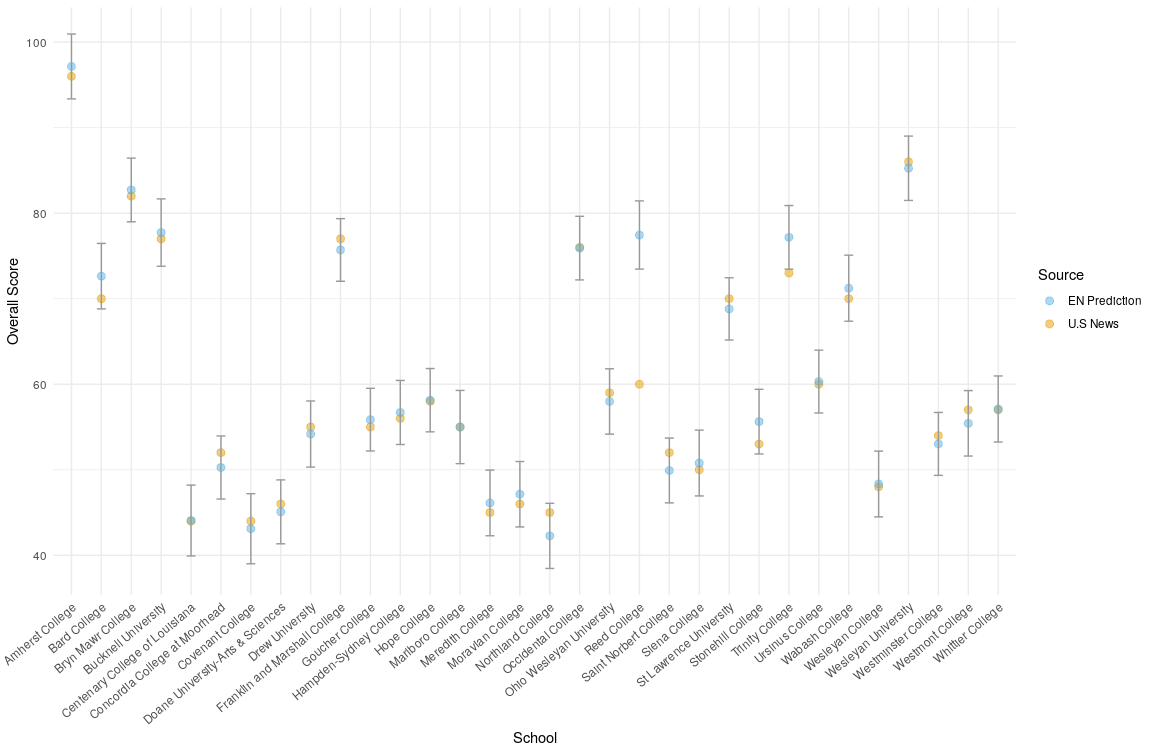 100
80
60
40
Overall Score
Amherst College
Bard College
Bryn Mawr College
Bucknell University
Centenary College of Louisiana
Concordia College at Moorhead
Covenant College
Doane University-Arts & Sciences
Drew University
Franklin and Marshall College
Goucher College
Hampden-Sydney College
Hope College
Marlboro College
Meredith College
Moravian College
Northland College
Occidental College
Ohio Wesleyan University
Reed College
Saint Norbert College
Siena College
St Lawrence University
Stonehill College
Trinity College
Ursinus College
Wabash College
Wesleyan College
Wesleyan University
Westminster College
Westmont College
Whittier College
School
Source
EN Prediction
U.S News